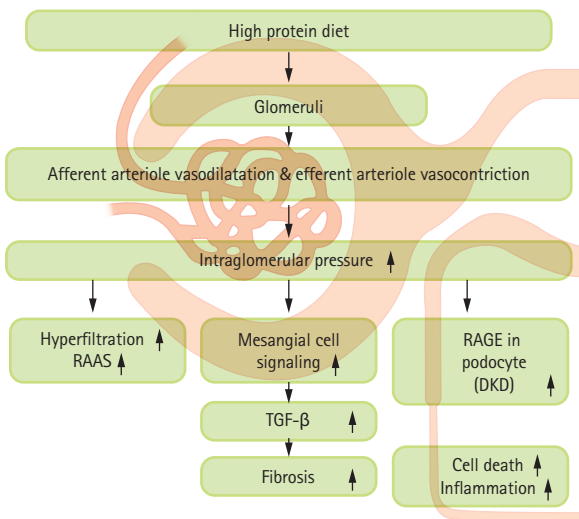 High protein diet
Glomeruli
Afferent arteriole vasodilatation & efferent arteriole vasocontriction
Intraglomerular pressure
Hyperfiltration
RAAS
Mesangial cell
signaling
RAGE in
podocyte
(DKD)
TGF-β
Fibrosis
Cell death
Inflammation